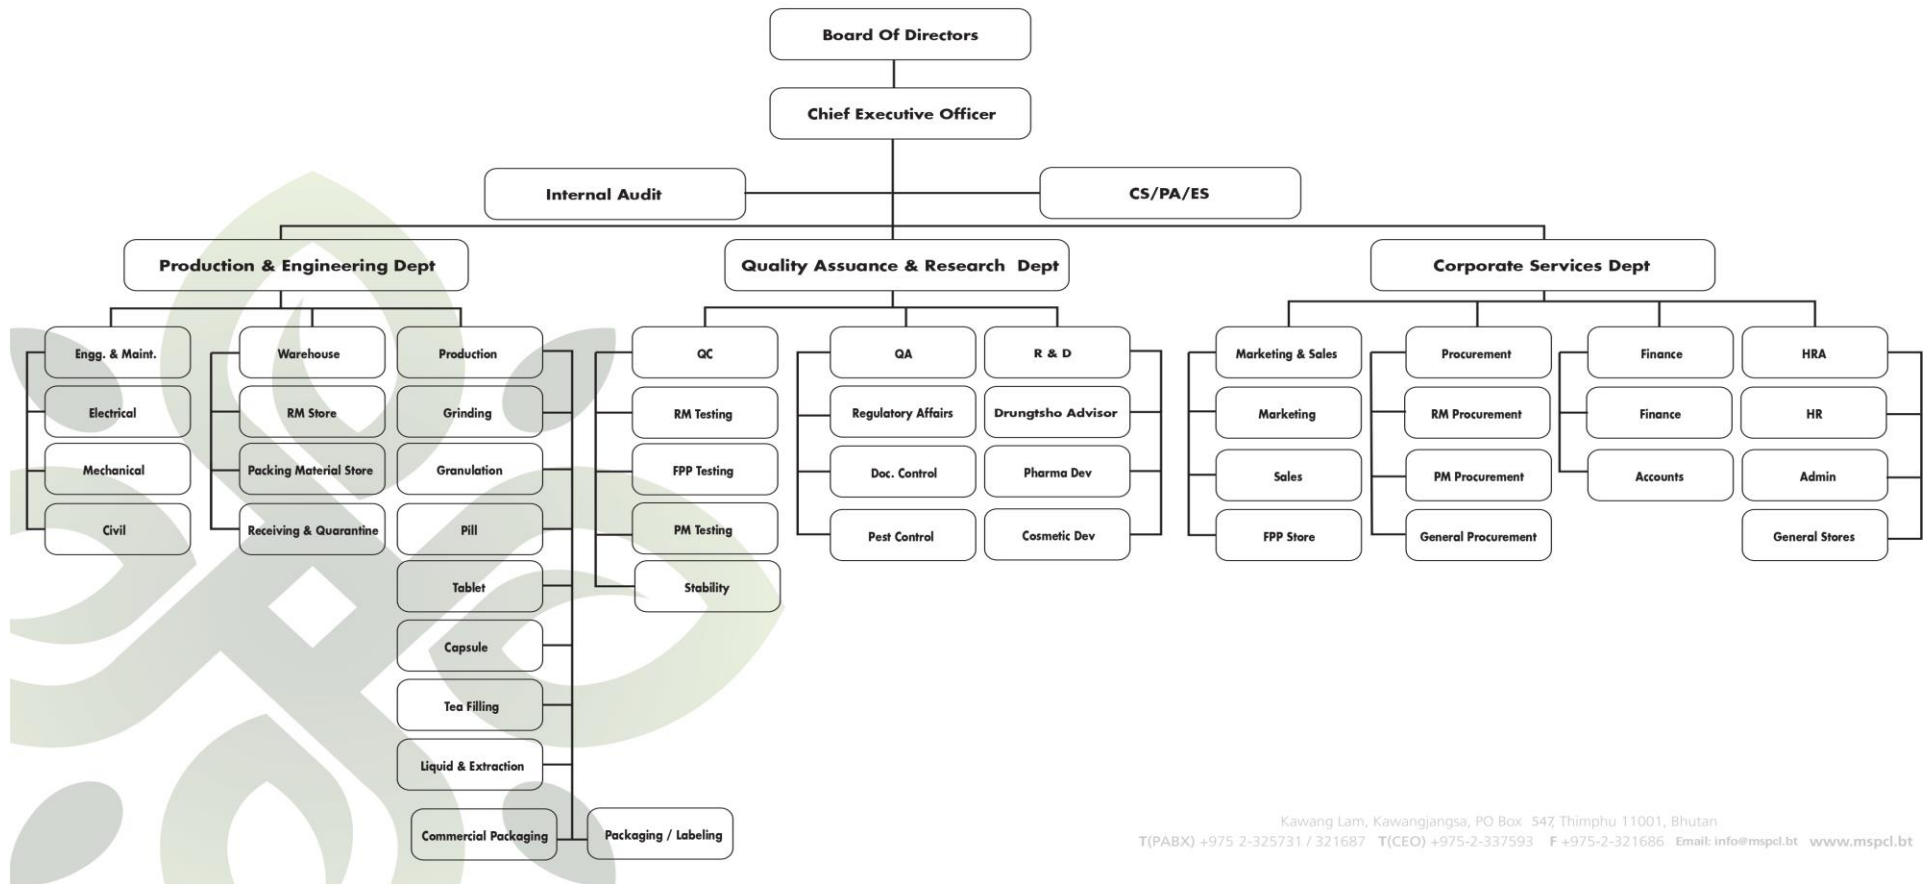 Board Of Directors
Chief Executive Officer
Internal Audit
CS/PA/ES
Production & Engineering Dept
Quality Assuance & Research Dept
Corporate Services Dept
Engg. & Maint.
Electrical
Mechanical
Civil
Warehouse
RM Store
Packing Material Store
Receiving & Quarantine
Production
Grinding
Granulation
Pill
Tablet
Capsule
Tea Filling
Liquid & Extraction
Commercial Packaging
Packaging / Labeling
QC
RM Testing
FPP Testing
PM Testing
Stability
QA
Regulatory Affairs
Doc. Control
Pest Control
R & D
Drungtsho Advisor
Pharma Dev
Cosmetic Dev
Marketing & Sales
Marketing
Sales
FPP Store
Procurement
RM Procurement
PM Procurement
General Procurement
Finance
Finance
Accounts
HRA
HR
Admin
General Stores
Kawang Lam, Kawangjangsa, PO Box 547, Thimphu 11001, Bhutan
T(PABX) +975 2-325731 / 321687 T(CEO) +975-2-337593 F +975-2-321686 Email: info@mspcl.bt www.mspcl.bt